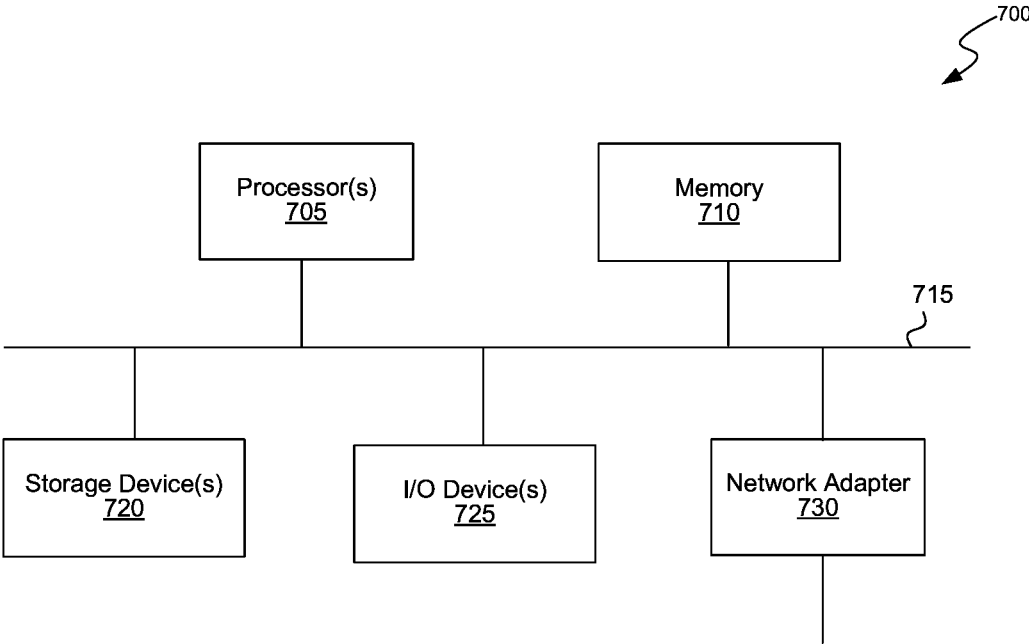 700
Processor(s)
705
Memory
710
715
Storage Device(s)
720
I/O Device(s)
725
Network Adapter
730